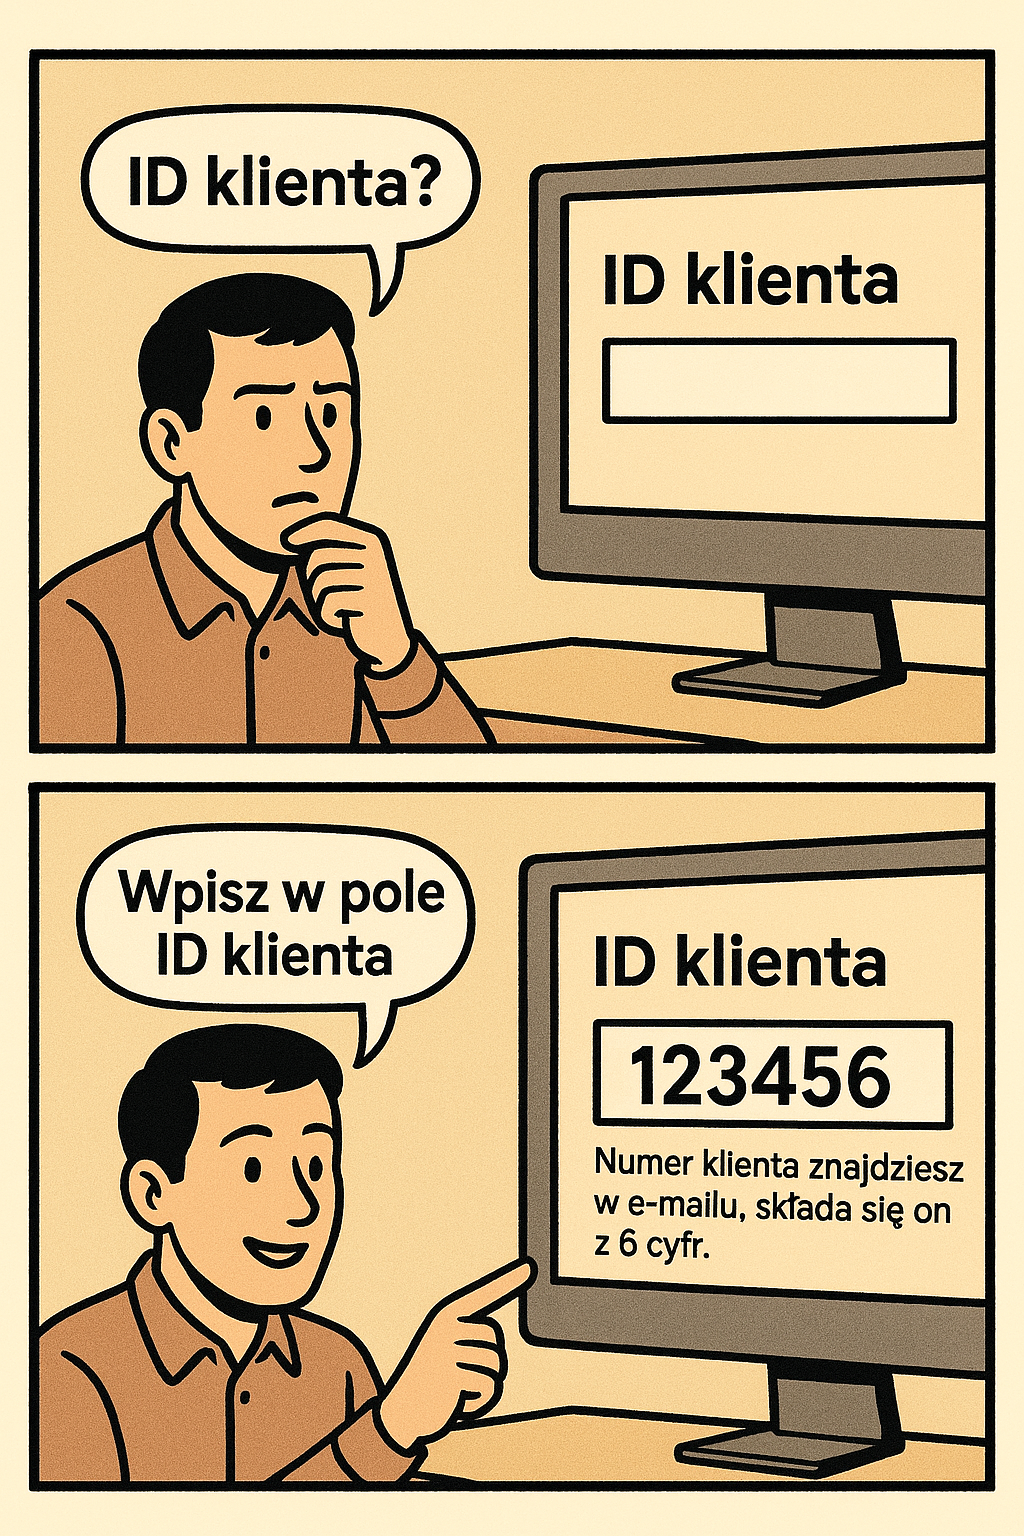 ID klienta?
ID klienta
Wpisz w pole
ID klienta
ID klienta
123456
Numer klienta znajdziesz
w e-mailu, składa się on
z 6 cyfr.